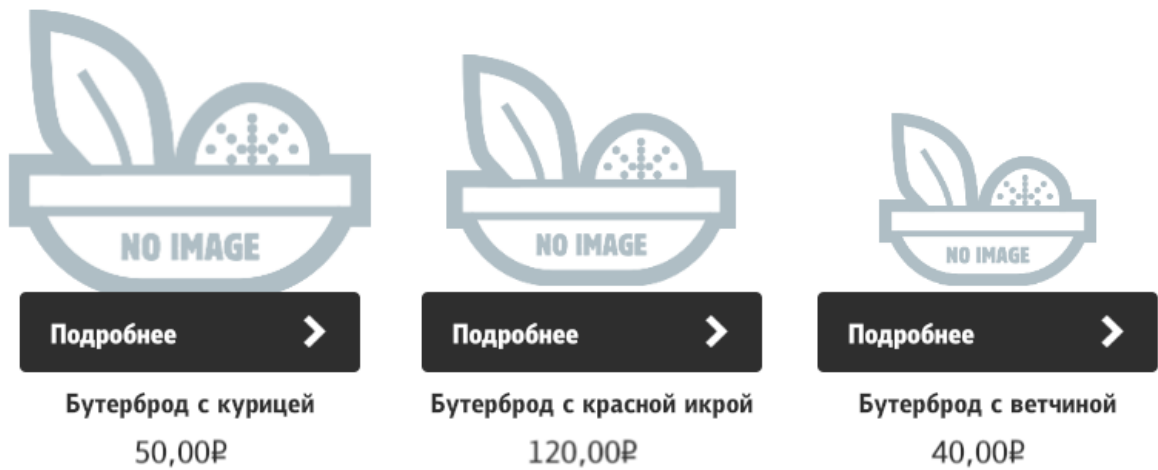 NO IMAGE
NO IMAGE
NO IMAGE
Подробнее
Подробнее
Подробнее
Бутерброд с курицей
Бутерброд с красной икрой
Бутерброд с ветчиной
50,00₽
120,00₽
40,00₽